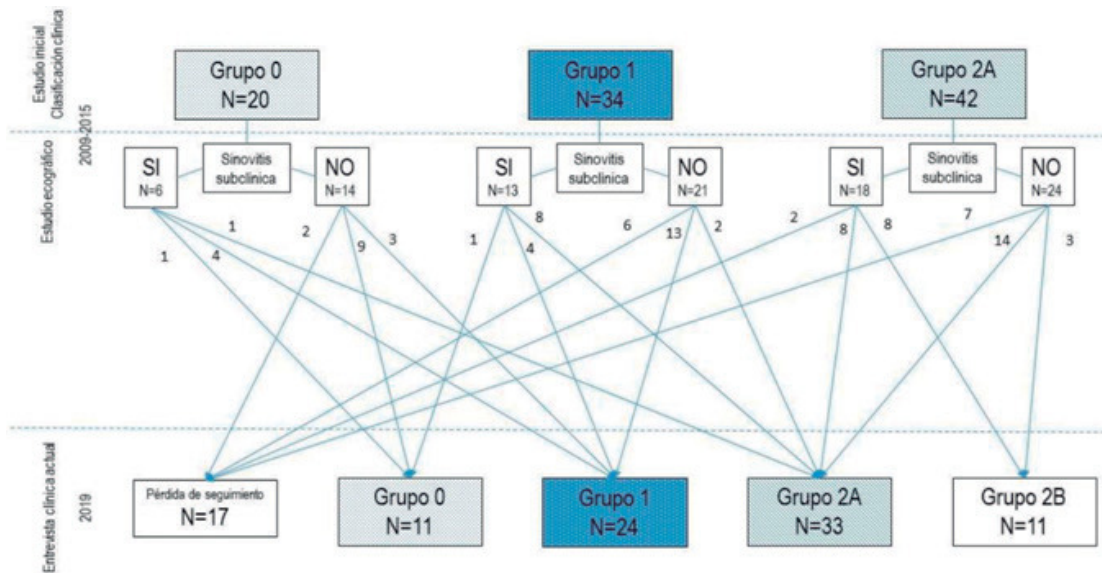 Estudio inicial
Clasificación clínica
2009-2015
Estudio ecográfico
Entrevista clínica actual
2019
Grupo 0
N=20
Grupo 1
N=34
Grupo 2A
N=42
SI
N=6
Sinovitis
subclínica
NO
N=14
SI
N=13
Sinovitis
subclínica
NO
N=21
SI
N=18
Sinovitis
subclínica
NO
N=24
1
1
4
2
9
3
1
8
4
6
13
2
2
8
8
7
14
3
Pérdida de seguimiento
N=17
Grupo 0
N=11
Grupo 1
N=24
Grupo 2A
N=33
Grupo 2B
N=11